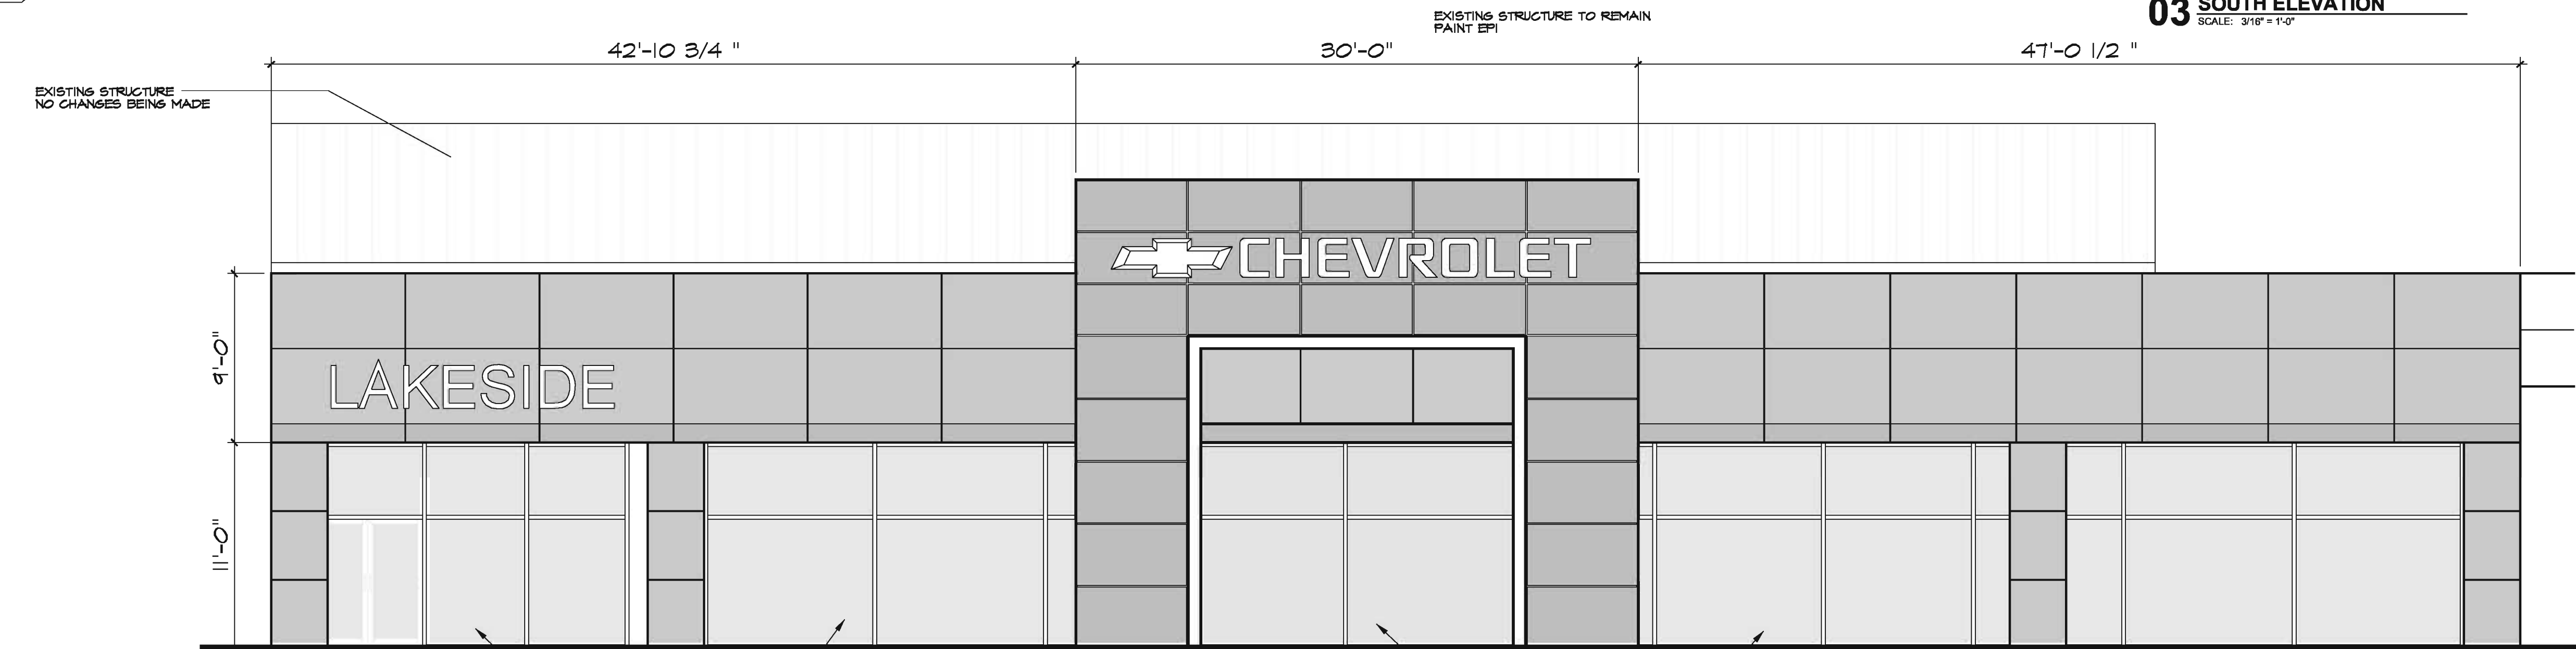 EXISTING STRUCTURE TO REMAIN
PAINT EP1
03 SOUTH ELEVATION
SCALE: 3/16" = 1'-0"
42'-10 3/4 "
30'-0"
47'-0 1/2 "
EXISTING STRUCTURE
NO CHANGES BEING MADE
CHEVROLET
9'-0"
LAKESIDE
11'-0"